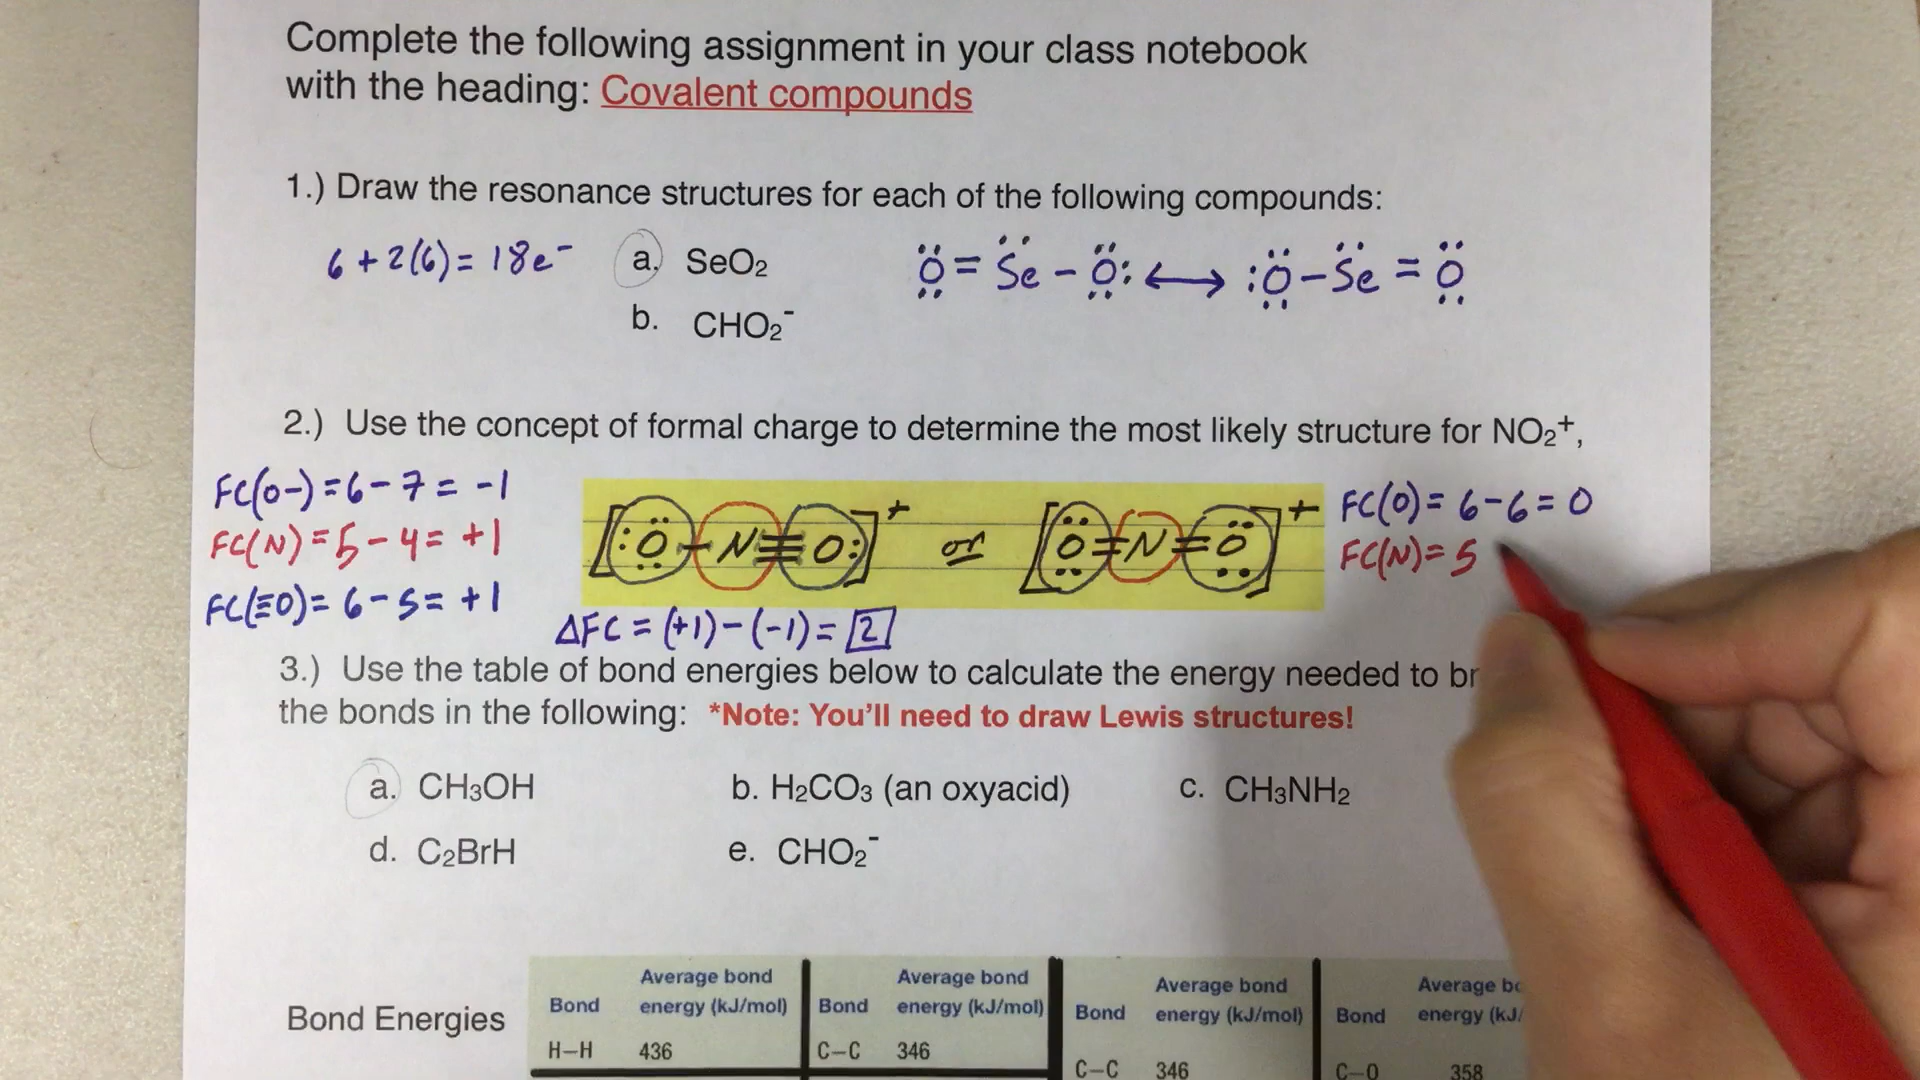 Complete the following assignment in your class notebook
with the heading: Covalent compounds
1.) Draw the resonance structures for each of the following compounds:
6 + 2(6) = 18e⁻ a. SeO₂ :Ö = S̈e – Ö: ⟷ :Ö – S̈e = Ö:
b. CHO₂⁻
2.) Use the concept of formal charge to determine the most likely structure for NO₂⁺,
FC(O–) = 6 – 7 = -1
FC(N) = 5 – 4 = +1
FC(≡O) = 6 – 5 = +1
[:Ö – N ≡ O:]⁺ or [Ö = N = Ö]⁺
FC(O) = 6 – 6 = 0
FC(N) = 5
ΔFC = (+1) – (-1) = 2
3.) Use the table of bond energies below to calculate the energy needed to br
the bonds in the following: *Note: You'll need to draw Lewis structures!
a. CH₃OH b. H₂CO₃ (an oxyacid) c. CH₃NH₂
d. C₂BrH e. CHO₂⁻
Bond Energies
Bond Average bond energy (kJ/mol) Bond Average bond energy (kJ/mol) Bond Average bond energy (kJ/mol) Bond Average bo energy (kJ/
H–H 436 C–C 346 C–C 346 C–O 358